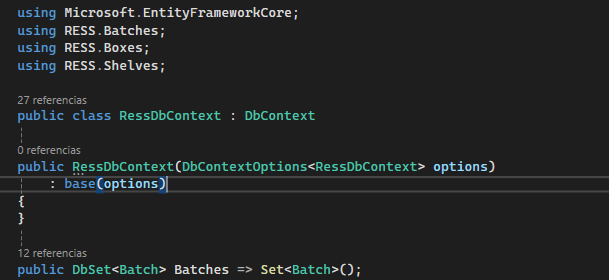 using Microsoft.EntityFrameworkCore;
using RESS.Batches;
using RESS.Boxes;
using RESS.Shelves;
27 referencias
public class RessDbContext : DbContext
0 referencias
public RessDbContext(DbContextOptions<RessDbContext> options)
: base(options)
{
}
12 referencias
public DbSet<Batch> Batches => Set<Batch>();